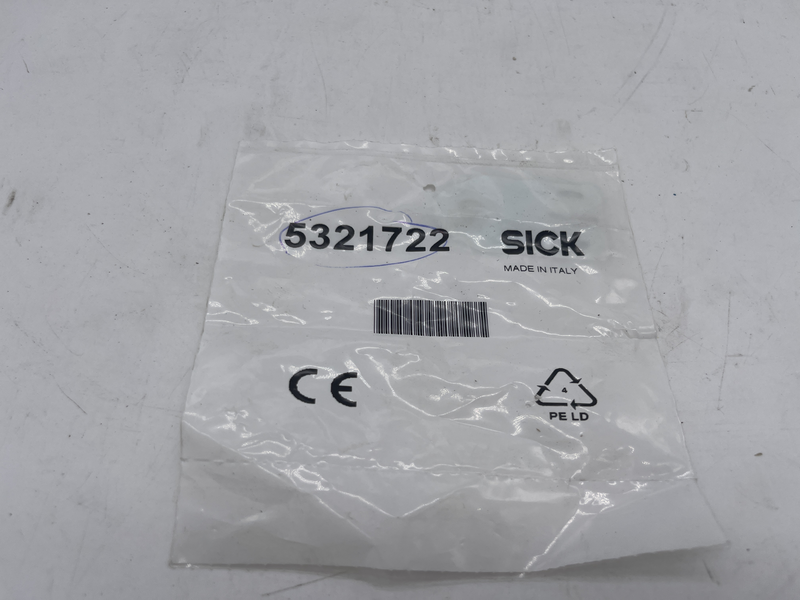 5321722 SICK
MADE IN ITALY
CE
4
PE LD